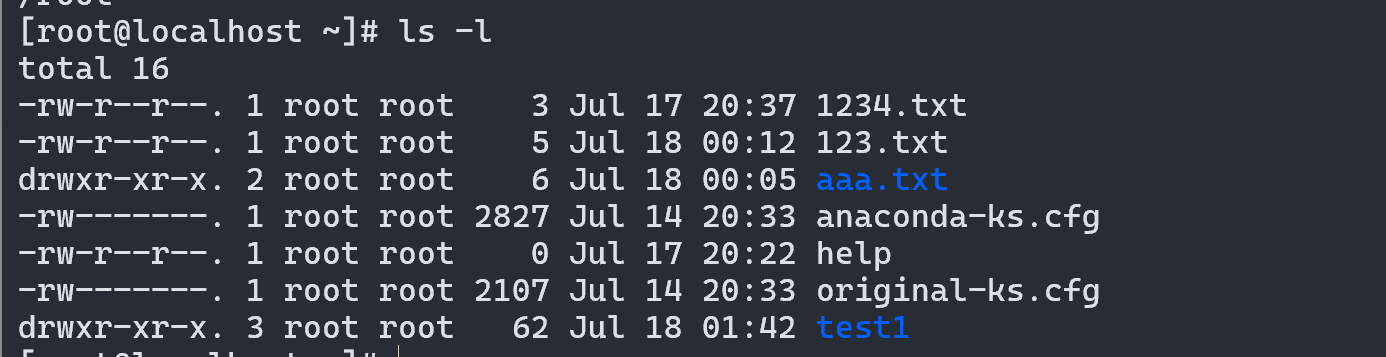 /root
[root@localhost ~]# ls -l
total 16
-rw-r--r--. 1 root root    3 Jul 17 20:37 1234.txt
-rw-r--r--. 1 root root    5 Jul 18 00:12 123.txt
drwxr-xr-x. 2 root root    6 Jul 18 00:05 aaa.txt
-rw-------. 1 root root 2827 Jul 14 20:33 anaconda-ks.cfg
-rw-r--r--. 1 root root    0 Jul 17 20:22 help
-rw-------. 1 root root 2107 Jul 14 20:33 original-ks.cfg
drwxr-xr-x. 3 root root   62 Jul 18 01:42 test1
[root@localhost ~]#